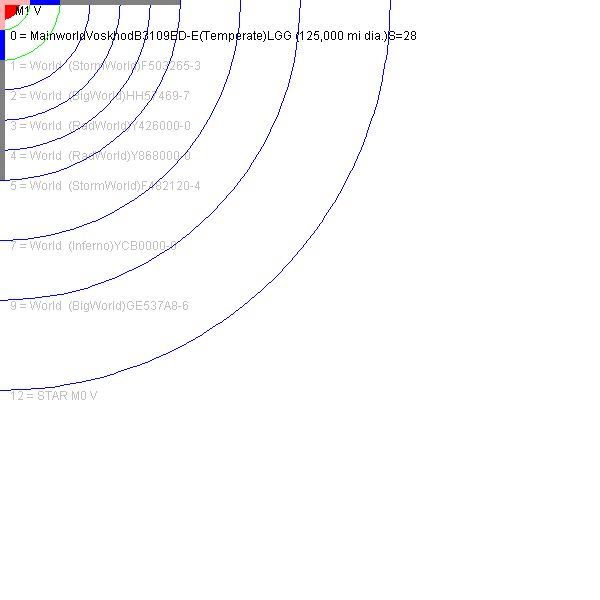 M1 V
0 = MainworldVoskhodB3109ED-E(Temperate)LGG (125,000 mi dia.)S=28
1 = World (StormWorld)F503265-3
2 = World (BigWorld)HH57469-7
3 = World (RadWorld)Y426000-0
4 = World (RadWorld)Y868000-0
5 = World (StormWorld)F482120-4
7 = World (Inferno)YCB0000-0
9 = World (BigWorld)GE537A8-6
12 = STAR M0 V